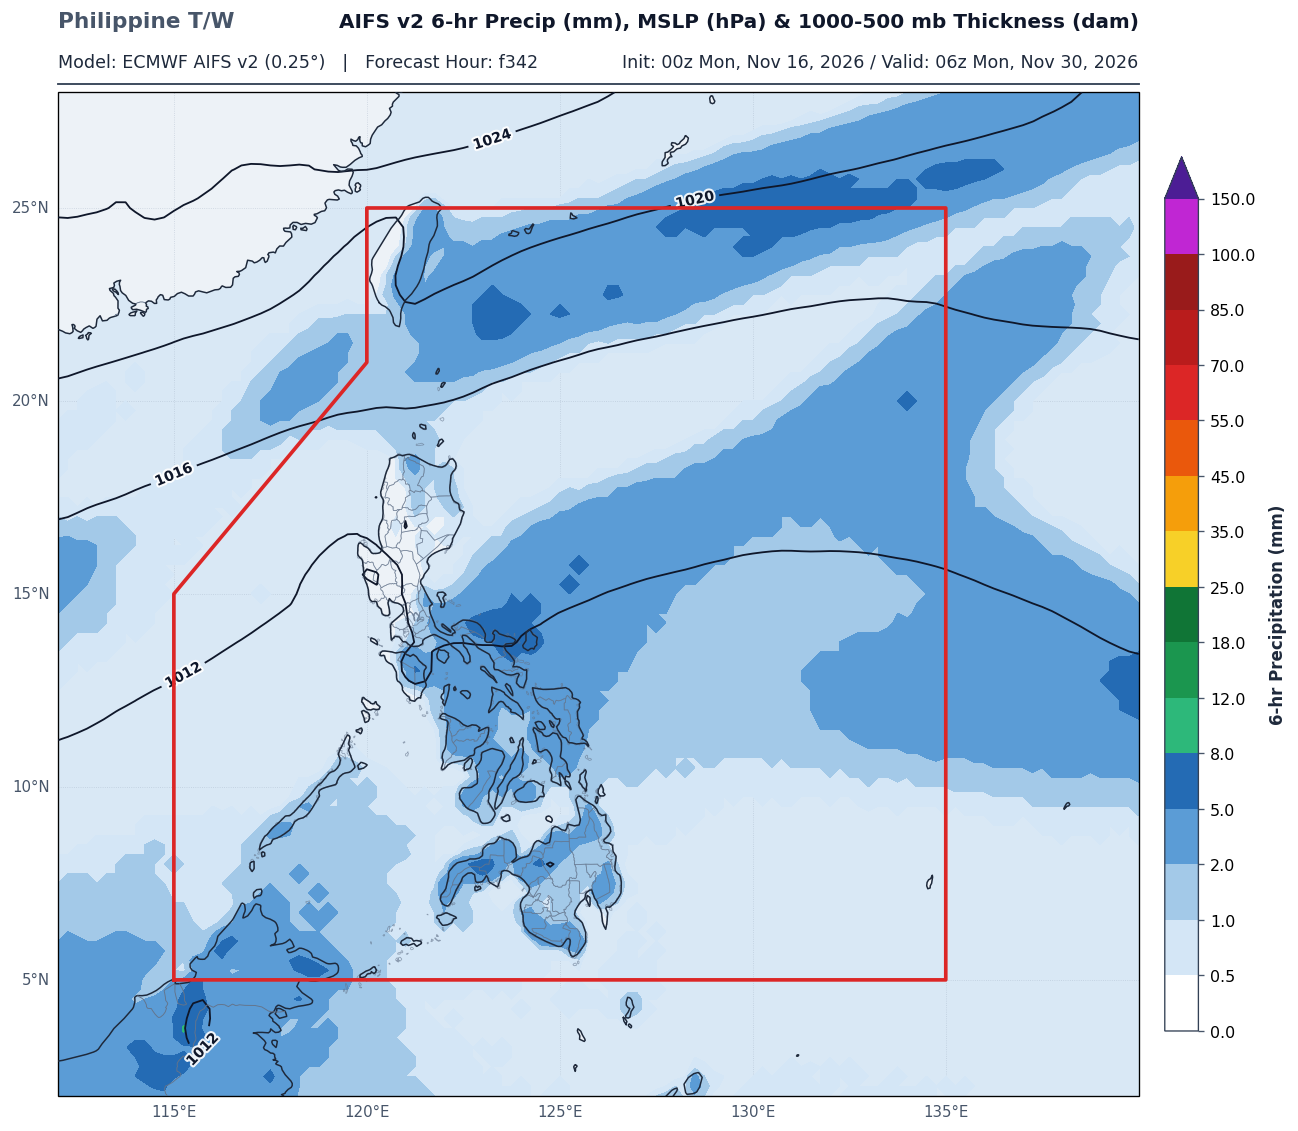 Philippine T/W
AIFS v2 6-hr Precip (mm), MSLP (hPa) & 1000-500 mb Thickness (dam)
Model: ECMWF AIFS v2 (0.25°) | Forecast Hour: f342
Init: 00z Mon, Nov 16, 2026 / Valid: 06z Mon, Nov 30, 2026
1024
1020
1016
1012
1012
25°N
20°N
15°N
10°N
5°N
115°E
120°E
125°E
130°E
135°E
150.0
100.0
85.0
70.0
55.0
45.0
35.0
25.0
18.0
12.0
8.0
5.0
2.0
1.0
0.5
0.0
6-hr Precipitation (mm)